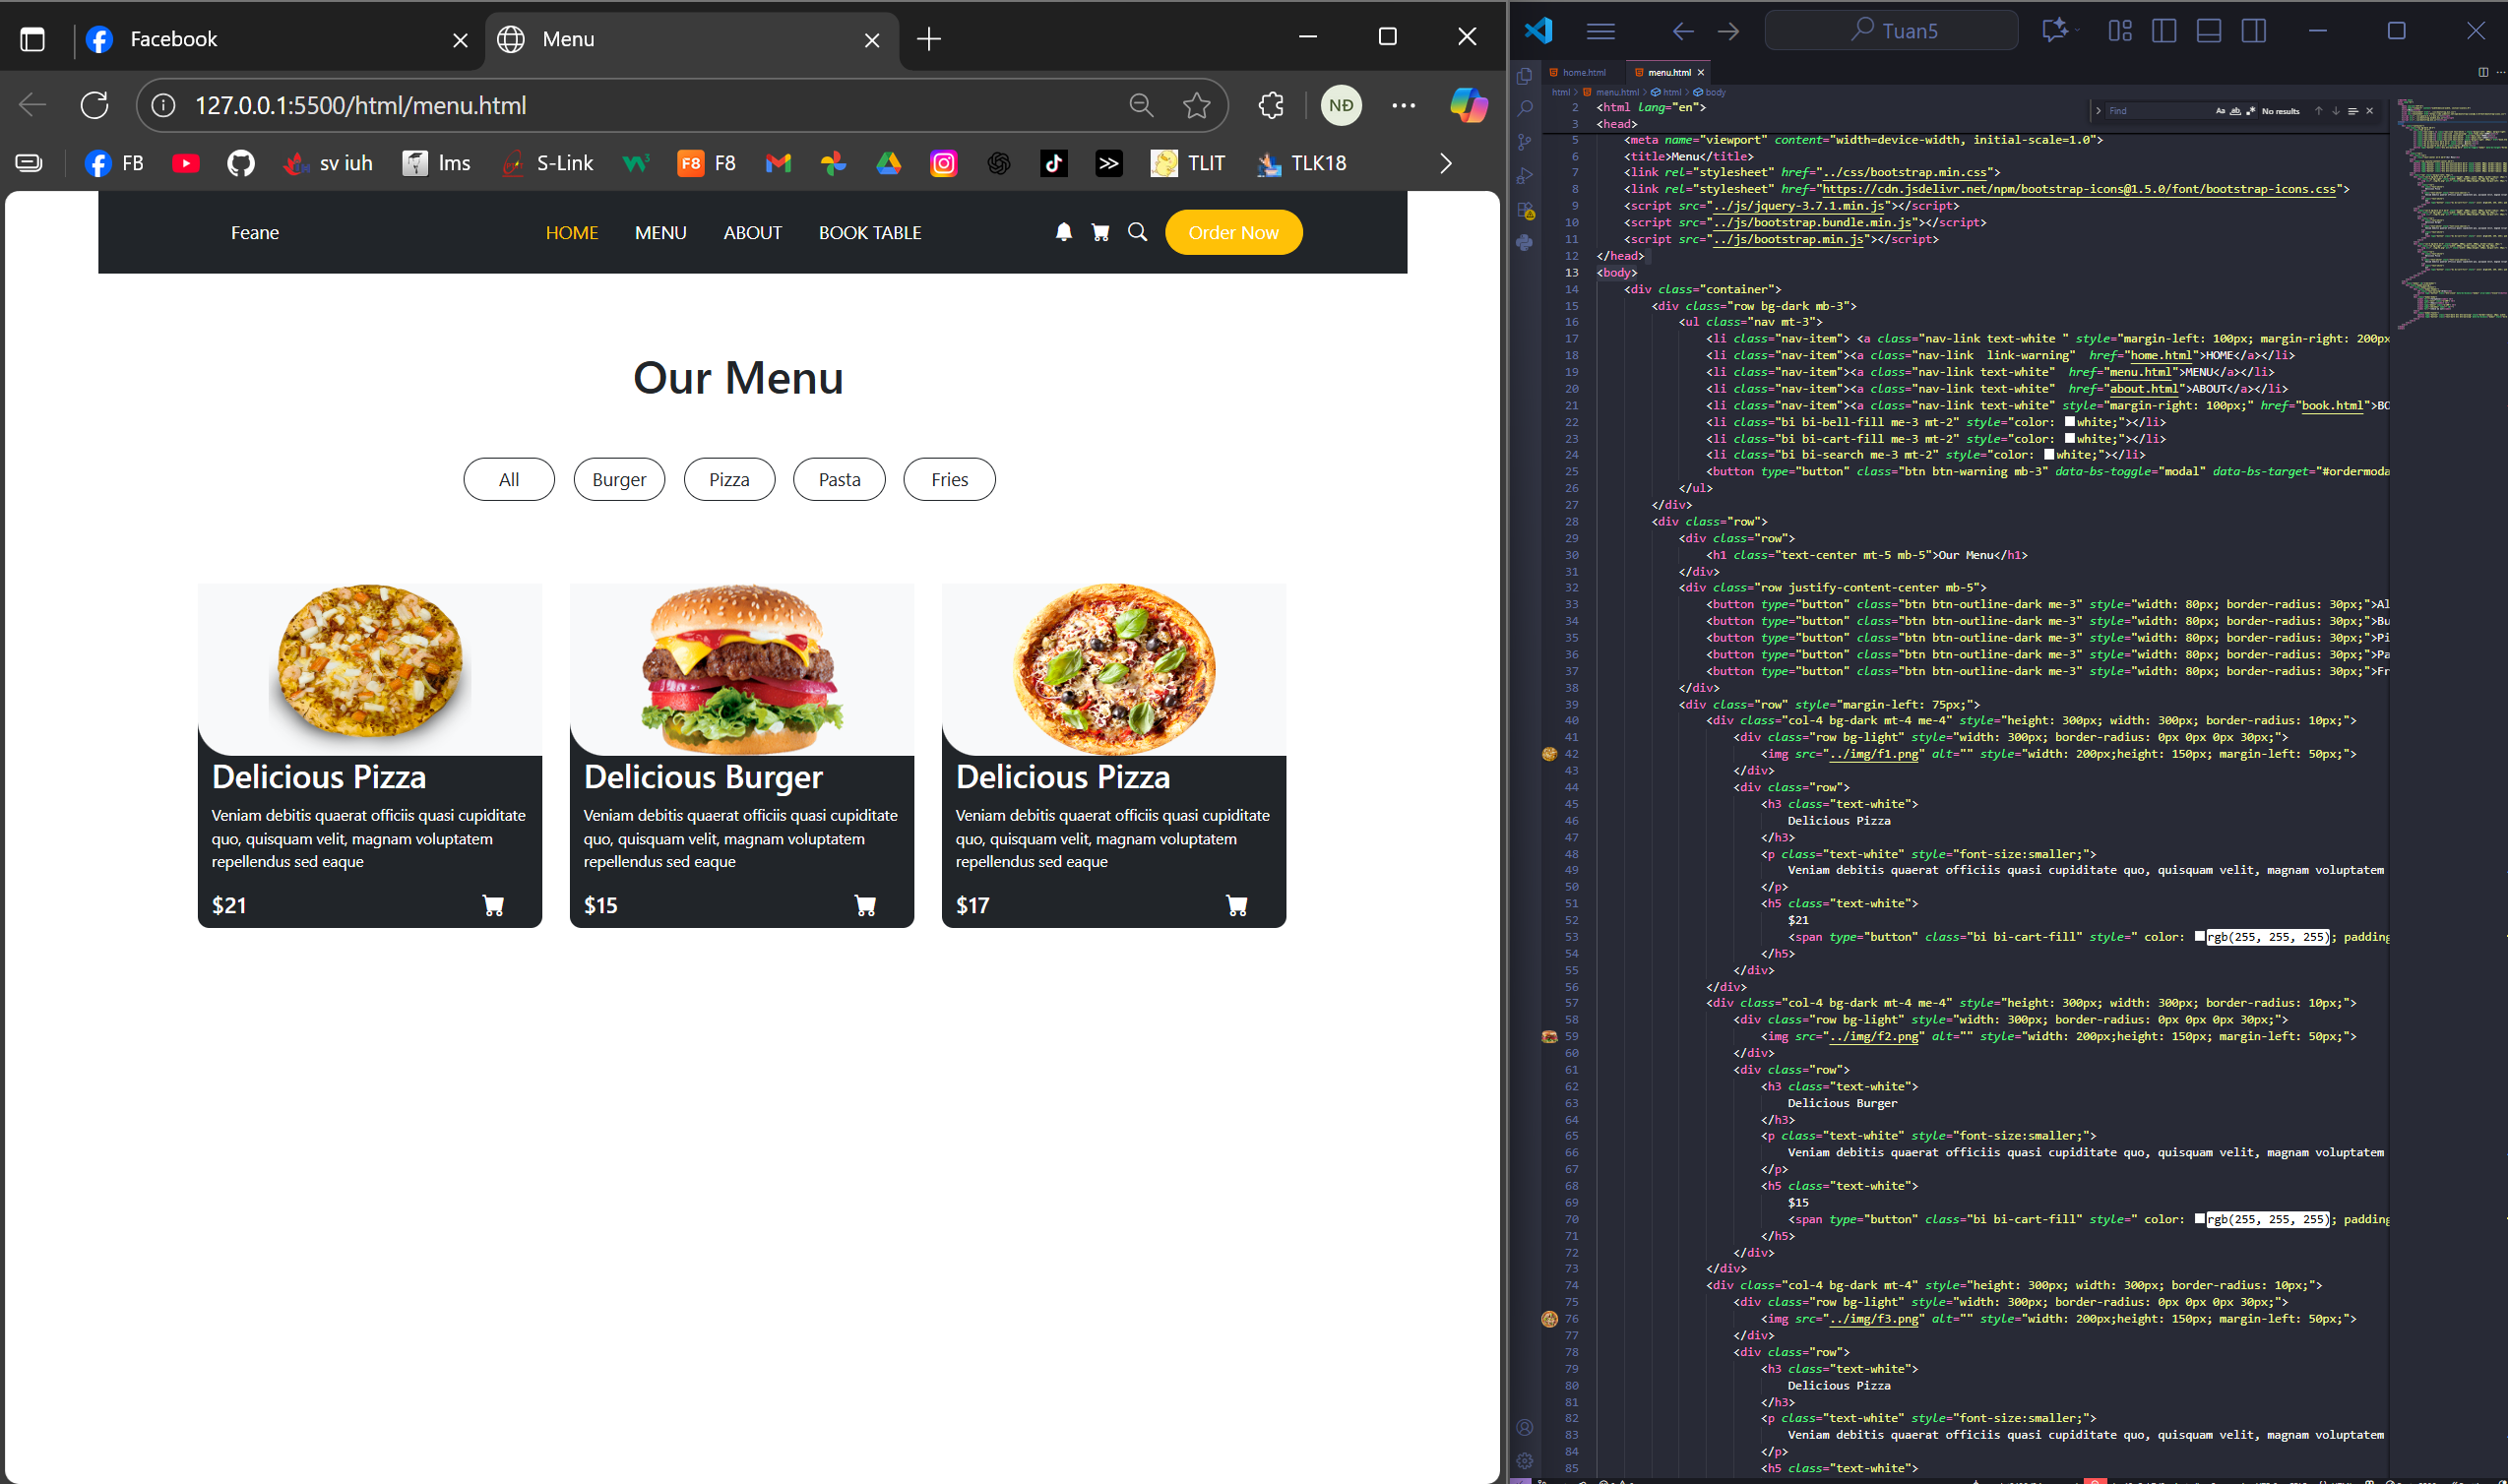 Facebook
Menu
127.0.0.1:5500/html/menu.html
NĐ
FB
sv iuh
lms
S-Link
F8 F8
TLIT
TLK18
Feane
HOME
MENU
ABOUT
BOOK TABLE
Order Now
Our Menu
All
Burger
Pizza
Pasta
Fries
Delicious Pizza
Veniam debitis quaerat officiis quasi cupiditate
quo, quisquam velit, magnam voluptatem
repellendus sed eaque
$21
Delicious Burger
Veniam debitis quaerat officiis quasi cupiditate
quo, quisquam velit, magnam voluptatem
repellendus sed eaque
$15
Delicious Pizza
Veniam debitis quaerat officiis quasi cupiditate
quo, quisquam velit, magnam voluptatem
repellendus sed eaque
$17
Tuan5
home.html
menu.html
html > menu.html > html > body
Find
No results
2 <html lang="en">
3 <head>
5 <meta name="viewport" content="width=device-width, initial-scale=1.0">
6 <title>Menu</title>
7 <link rel="stylesheet" href="../css/bootstrap.min.css">
8 <link rel="stylesheet" href="https://cdn.jsdelivr.net/npm/bootstrap-icons@1.5.0/font/bootstrap-icons.css">
9 <script src="../js/jquery-3.7.1.min.js"></script>
10 <script src="../js/bootstrap.bundle.min.js"></script>
11 <script src="../js/bootstrap.min.js"></script>
12 </head>
13 <body>
14 <div class="container">
15 <div class="row bg-dark mb-3">
16 <ul class="nav mt-3">
17 <li class="nav-item"> <a class="nav-link text-white " style="margin-left: 100px; margin-right: 200px
18 <li class="nav-item"><a class="nav-link  link-warning"  href="home.html">HOME</a></li>
19 <li class="nav-item"><a class="nav-link text-white"  href="menu.html">MENU</a></li>
20 <li class="nav-item"><a class="nav-link text-white"  href="about.html">ABOUT</a></li>
21 <li class="nav-item"><a class="nav-link text-white" style="margin-right: 100px;" href="book.html">BO
22 <li class="bi bi-bell-fill me-3 mt-2" style="color: white;"></li>
23 <li class="bi bi-cart-fill me-3 mt-2" style="color: white;"></li>
24 <li class="bi bi-search me-3 mt-2" style="color: white;"></li>
25 <button type="button" class="btn btn-warning mb-3" data-bs-toggle="modal" data-bs-target="#ordermoda
26 </ul>
27 </div>
28 <div class="row">
29 <div class="row">
30 <h1 class="text-center mt-5 mb-5">Our Menu</h1>
31 </div>
32 <div class="row justify-content-center mb-5">
33 <button type="button" class="btn btn-outline-dark me-3" style="width: 80px; border-radius: 30px;">Al
34 <button type="button" class="btn btn-outline-dark me-3" style="width: 80px; border-radius: 30px;">Bu
35 <button type="button" class="btn btn-outline-dark me-3" style="width: 80px; border-radius: 30px;">Pi
36 <button type="button" class="btn btn-outline-dark me-3" style="width: 80px; border-radius: 30px;">Pa
37 <button type="button" class="btn btn-outline-dark me-3" style="width: 80px; border-radius: 30px;">Fr
38 </div>
39 <div class="row" style="margin-left: 75px;">
40 <div class="col-4 bg-dark mt-4 me-4" style="height: 300px; width: 300px; border-radius: 10px;">
41 <div class="row bg-light" style="width: 300px; border-radius: 0px 0px 0px 30px;">
42 <img src="../img/f1.png" alt="" style="width: 200px;height: 150px; margin-left: 50px;">
43 </div>
44 <div class="row">
45 <h3 class="text-white">
46 Delicious Pizza
47 </h3>
48 <p class="text-white" style="font-size:smaller;">
49 Veniam debitis quaerat officiis quasi cupiditate quo, quisquam velit, magnam voluptatem
50 </p>
51 <h5 class="text-white">
52 $21
53 <span type="button" class="bi bi-cart-fill" style=" color: rgb(255, 255, 255); padding
54 </h5>
55 </div>
56 </div>
57 <div class="col-4 bg-dark mt-4 me-4" style="height: 300px; width: 300px; border-radius: 10px;">
58 <div class="row bg-light" style="width: 300px; border-radius: 0px 0px 0px 30px;">
59 <img src="../img/f2.png" alt="" style="width: 200px;height: 150px; margin-left: 50px;">
60 </div>
61 <div class="row">
62 <h3 class="text-white">
63 Delicious Burger
64 </h3>
65 <p class="text-white" style="font-size:smaller;">
66 Veniam debitis quaerat officiis quasi cupiditate quo, quisquam velit, magnam voluptatem
67 </p>
68 <h5 class="text-white">
69 $15
70 <span type="button" class="bi bi-cart-fill" style=" color: rgb(255, 255, 255); padding
71 </h5>
72 </div>
73 </div>
74 <div class="col-4 bg-dark mt-4" style="height: 300px; width: 300px; border-radius: 10px;">
75 <div class="row bg-light" style="width: 300px; border-radius: 0px 0px 0px 30px;">
76 <img src="../img/f3.png" alt="" style="width: 200px;height: 150px; margin-left: 50px;">
77 </div>
78 <div class="row">
79 <h3 class="text-white">
80 Delicious Pizza
81 </h3>
82 <p class="text-white" style="font-size:smaller;">
83 Veniam debitis quaerat officiis quasi cupiditate quo, quisquam velit, magnam voluptatem
84 </p>
85 <h5 class="text-white">